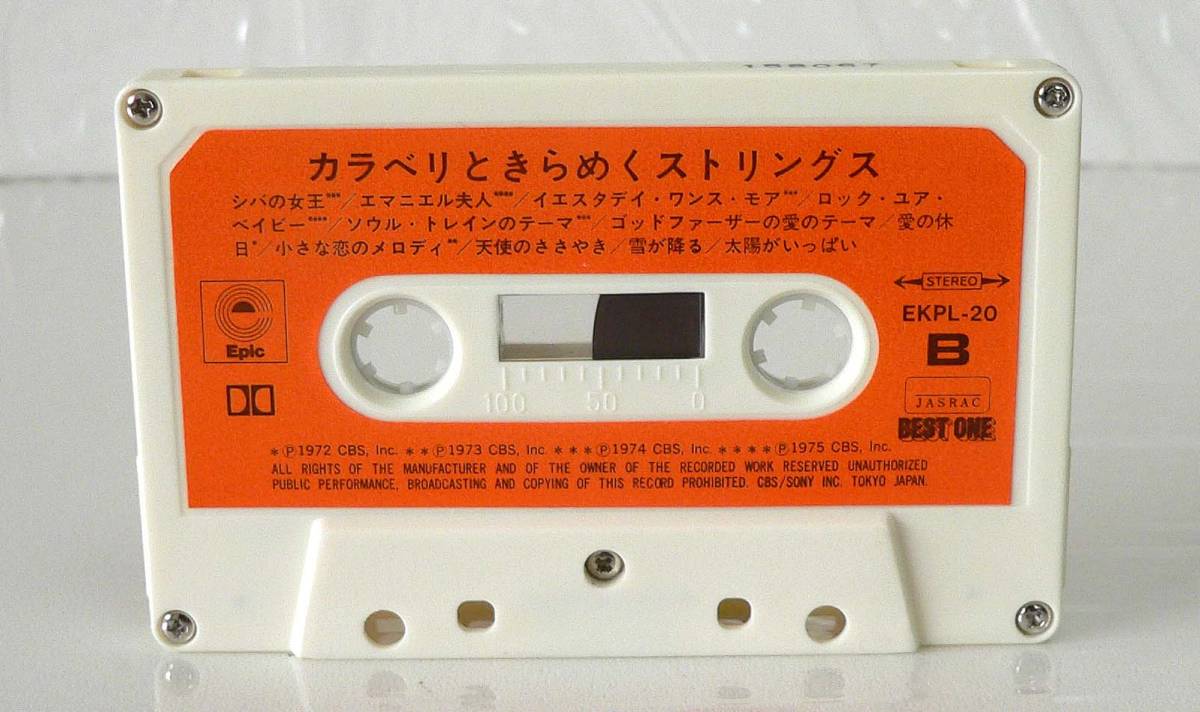 カラベリときらめくストリングス
シバの女王***/エマニエル夫人****/イエスタデイ・ワンス・モア***/ロック・ユア・
ベイビー****/ソウル・トレインのテーマ***/ゴッドファーザーの愛のテーマ/愛の休
日*/小さな恋のメロディ**/天使のささやき/雪が降る/太陽がいっぱい
STEREO
EKPL-20
B
Epic
JASRAC
BEST ONE
100 50 0
*Ⓟ1972 CBS, Inc. **Ⓟ1973 CBS, Inc. ***Ⓟ1974 CBS, Inc. ****Ⓟ1975 CBS, Inc.
ALL RIGHTS OF THE MANUFACTURER AND OF THE OWNER OF THE RECORDED WORK RESERVED UNAUTHORIZED
PUBLIC PERFORMANCE, BROADCASTING AND COPYING OF THIS RECORD PROHIBITED. CBS/SONY INC. TOKYO JAPAN.